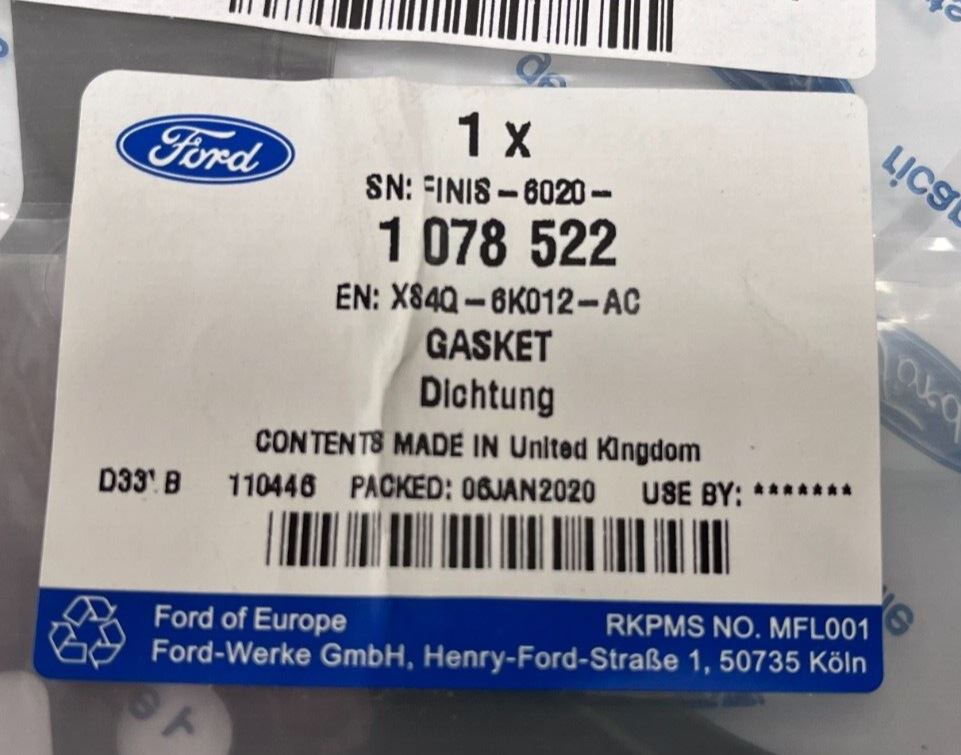 Ford
1 x
SN: FINIS-6020-
1 078 522
EN: XS4Q-6K012-AC
GASKET
Dichtung
CONTENTS MADE IN United Kingdom
B 110446 PACKED: 06JAN2020 USE BY: *******
Ford of Europe
RKPMS NO. MFL001
Ford-Werke GmbH, Henry-Ford-Straße 1, 50735 Köln